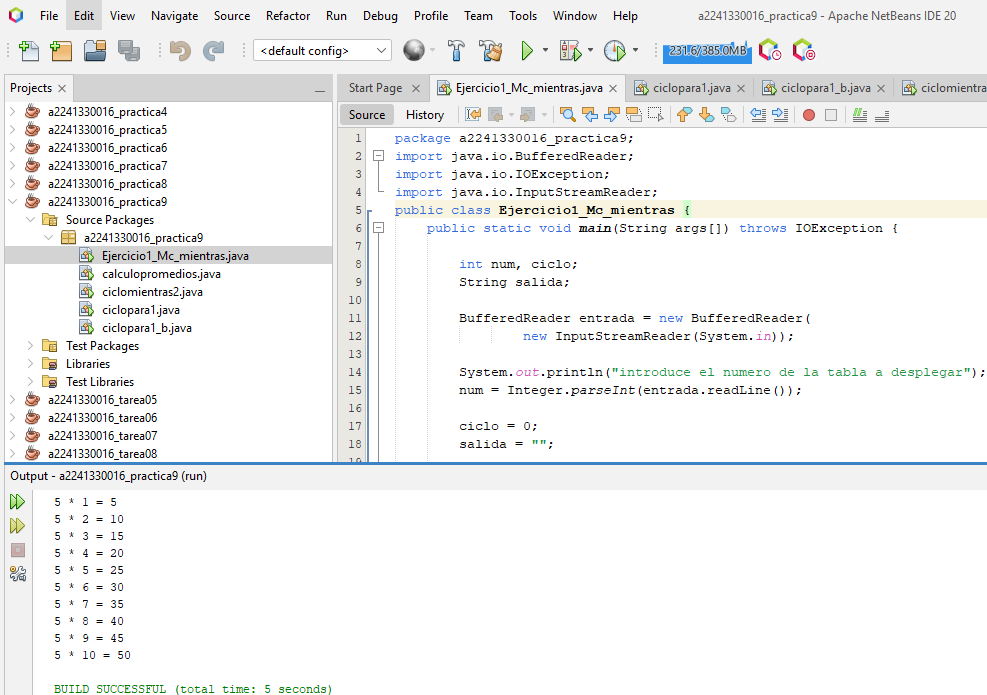 File Edit View Navigate Source Refactor Run Debug Profile Team Tools Window Help a2241330016_practica9 - Apache NetBeans IDE 20
<default config> 231.6/385.0MB
Projects
a2241330016_practica4
a2241330016_practica5
a2241330016_practica6
a2241330016_practica7
a2241330016_practica8
a2241330016_practica9
Source Packages
a2241330016_practica9
Ejercicio1_Mc_mientras.java
calculopromedios.java
ciclomientras2.java
ciclopara1.java
ciclopara1_b.java
Test Packages
Libraries
Test Libraries
a2241330016_tarea05
a2241330016_tarea06
a2241330016_tarea07
a2241330016_tarea08
Start Page Ejercicio1_Mc_mientras.java ciclopara1.java ciclopara1_b.java ciclomientra
Source History
1 package a2241330016_practica9;
2 import java.io.BufferedReader;
3 import java.io.IOException;
4 import java.io.InputStreamReader;
5 public class Ejercicio1_Mc_mientras {
6 public static void main(String args[]) throws IOException {
7
8 int num, ciclo;
9 String salida;
10
11 BufferedReader entrada = new BufferedReader(
12 new InputStreamReader(System.in));
13
14 System.out.println("introduce el numero de la tabla a desplegar");
15 num = Integer.parseInt(entrada.readLine());
16
17 ciclo = 0;
18 salida = "";
19
Output - a2241330016_practica9 (run)
5 * 1 = 5
5 * 2 = 10
5 * 3 = 15
5 * 4 = 20
5 * 5 = 25
5 * 6 = 30
5 * 7 = 35
5 * 8 = 40
5 * 9 = 45
5 * 10 = 50
BUILD SUCCESSFUL (total time: 5 seconds)